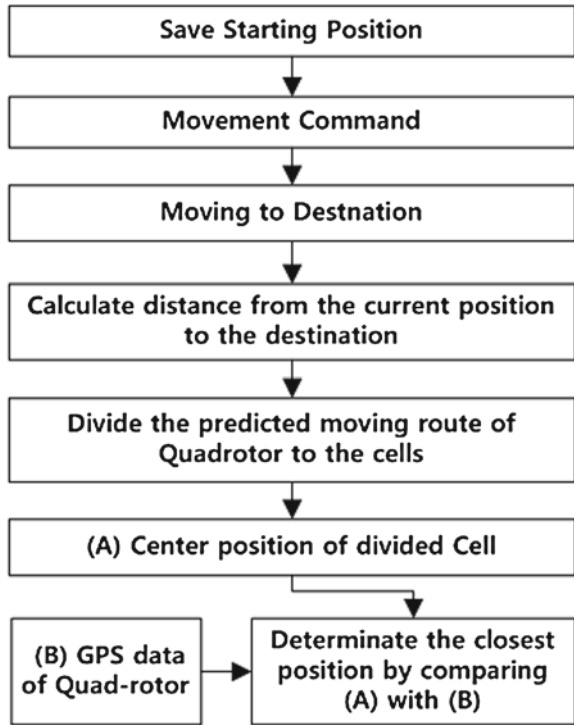 Save Starting Position
Movement Command
Moving to Destnation
Calculate distance from the current position
to the destination
Divide the predicted moving route of
Quadrotor to the cells
(A) Center position of divided Cell
(B) GPS data
of Quad-rotor
Determinate the closest
position by comparing
(A) with (B)